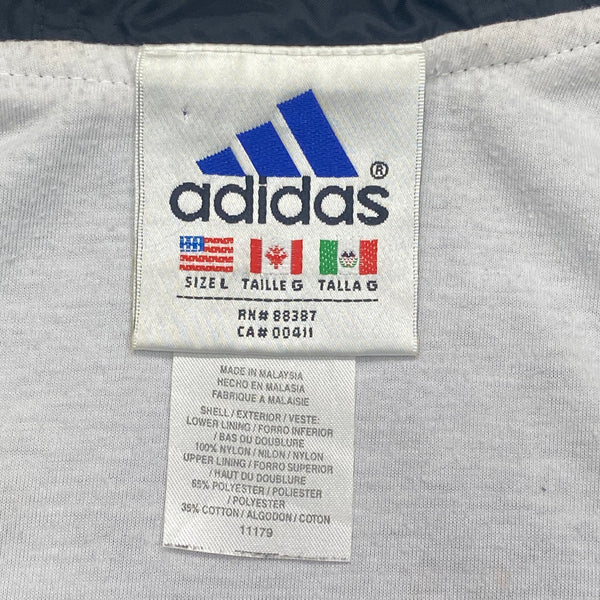 adidas®
SIZE L TAILLE G TALLA G
RN# 88387
CA# 00411
MADE IN MALAYSIA
HECHO EN MALASIA
FABRIQUE A MALAISIE
SHELL / EXTERIOR / VESTE:
LOWER LINING / FORRO INFERIOR
/ BAS DU DOUBLURE
100% NYLON / NILON / NYLON
UPPER LINING / FORRO SUPERIOR
/ HAUT DU DOUBLURE
65% POLYESTER / POLIESTER
/ POLYESTER
35% COTTON / ALGODON / COTON
11179